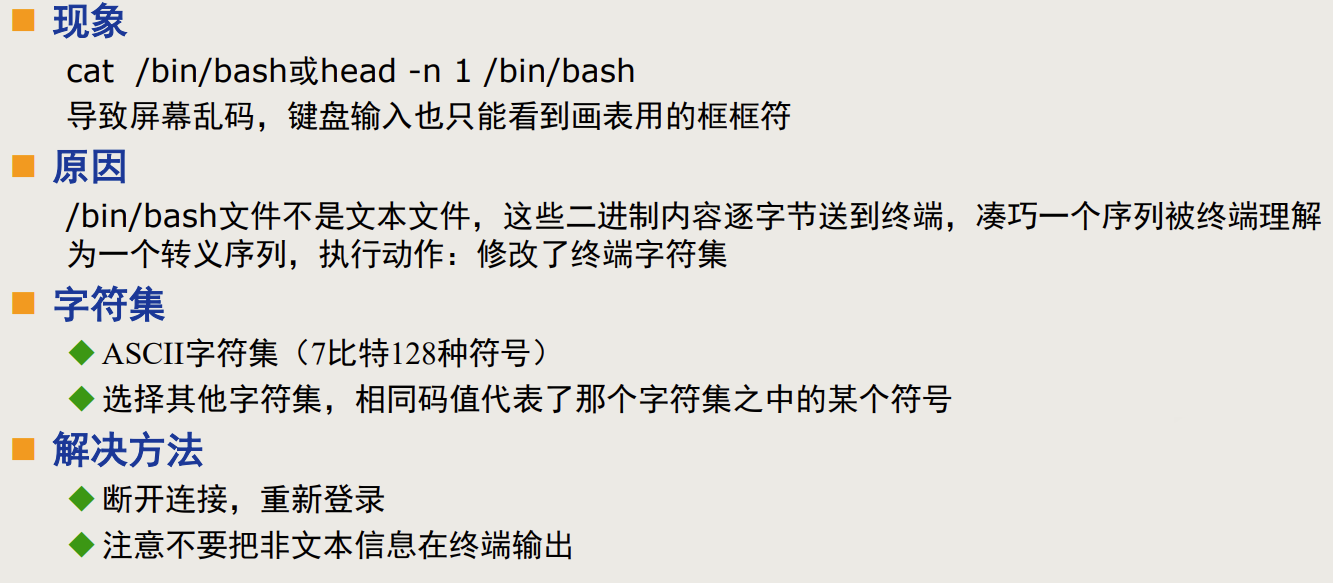 现象
cat /bin/bash或head -n 1 /bin/bash
导致屏幕乱码，键盘输入也只能看到画表用的框框符
原因
/bin/bash文件不是文本文件，这些二进制内容逐字节送到终端，凑巧一个序列被终端理解
为一个转义序列，执行动作：修改了终端字符集
字符集
ASCII字符集（7比特128种符号）
选择其他字符集，相同码值代表了那个字符集之中的某个符号
解决方法
断开连接，重新登录
注意不要把非文本信息在终端输出